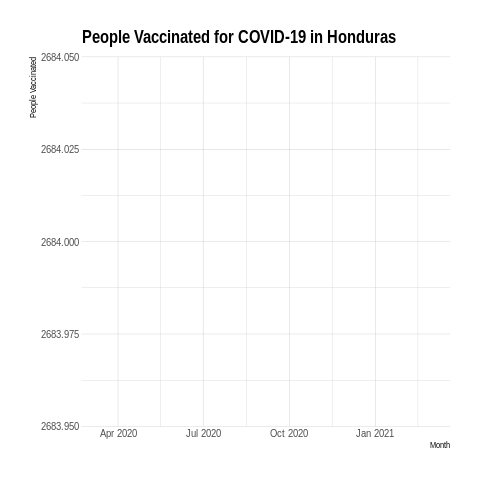 People Vaccinated for COVID-19 in Honduras
People Vaccinated
2684.050
2684.025
2684.000
2683.975
2683.950
Apr 2020 Jul 2020 Oct 2020 Jan 2021
Month